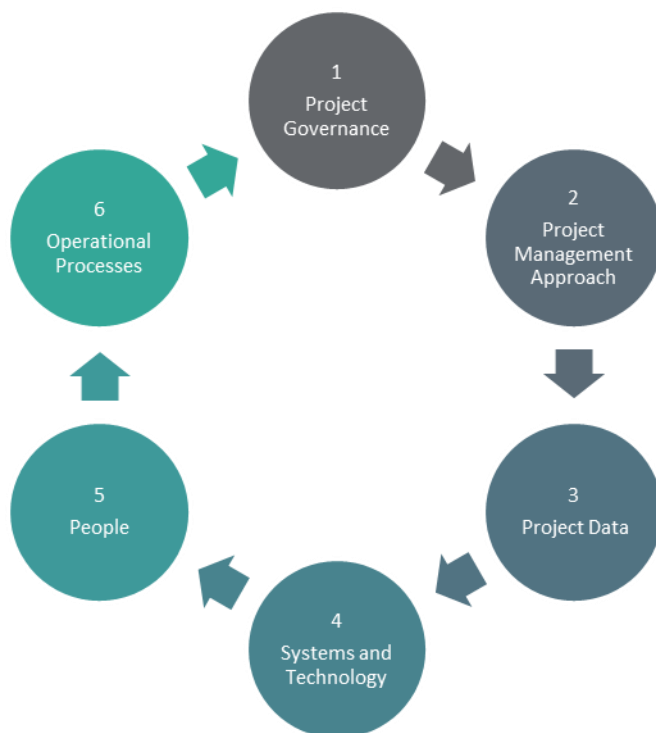 1
Project
Governance
2
Project
Management
Approach
3
Project Data
4
Systems and
Technology
5
People
6
Operational
Processes